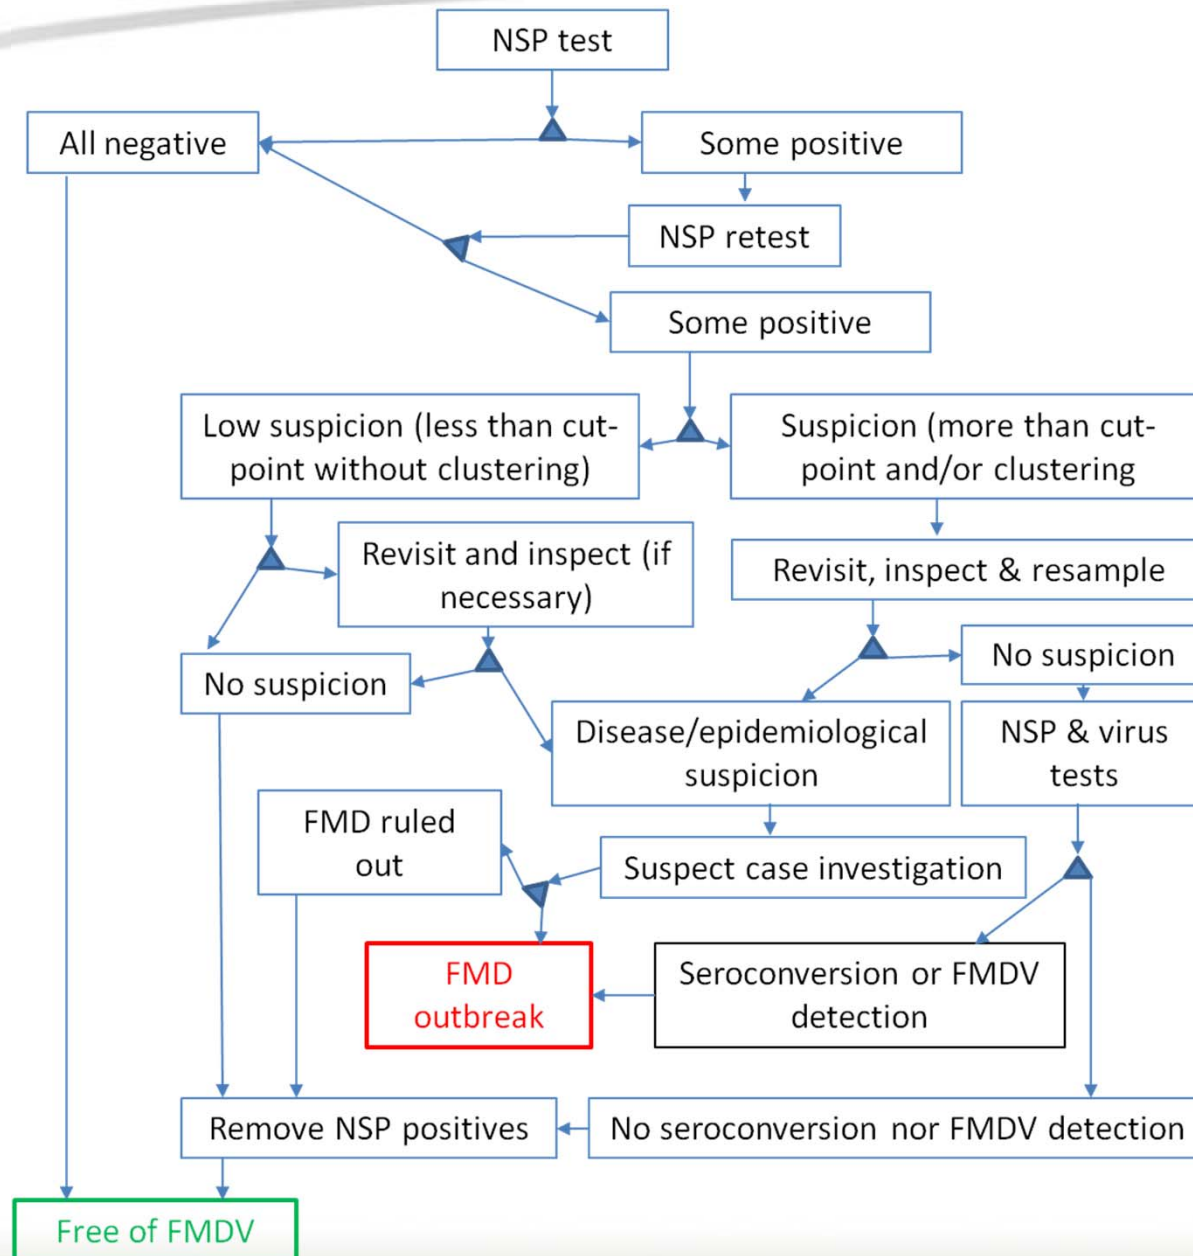 NSP test
All negative
Some positive
NSP retest
Some positive
Low suspicion (less than cut-
point without clustering)
Suspicion (more than cut-
point and/or clustering
Revisit and inspect (if
necessary)
Revisit, inspect & resample
No suspicion
No suspicion
Disease/epidemiological
suspicion
NSP & virus
tests
FMD ruled
out
Suspect case investigation
FMD
outbreak
Seroconversion or FMDV
detection
Remove NSP positives
No seroconversion nor FMDV detection
Free of FMDV